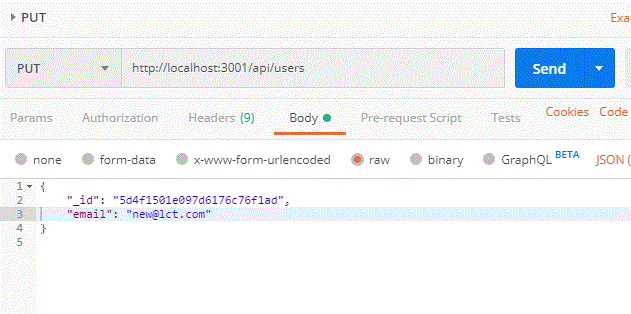 PUT
Exa
PUT http://localhost:3001/api/users Send
Params Authorization Headers (9) Body Pre-request Script Tests Cookies Code
none form-data x-www-form-urlencoded raw binary GraphQL BETA JSON (
1 {
2 "_id": "5d4f1501e097d6176c76f1ad",
3 "email": "new@lct.com"
4 }
5